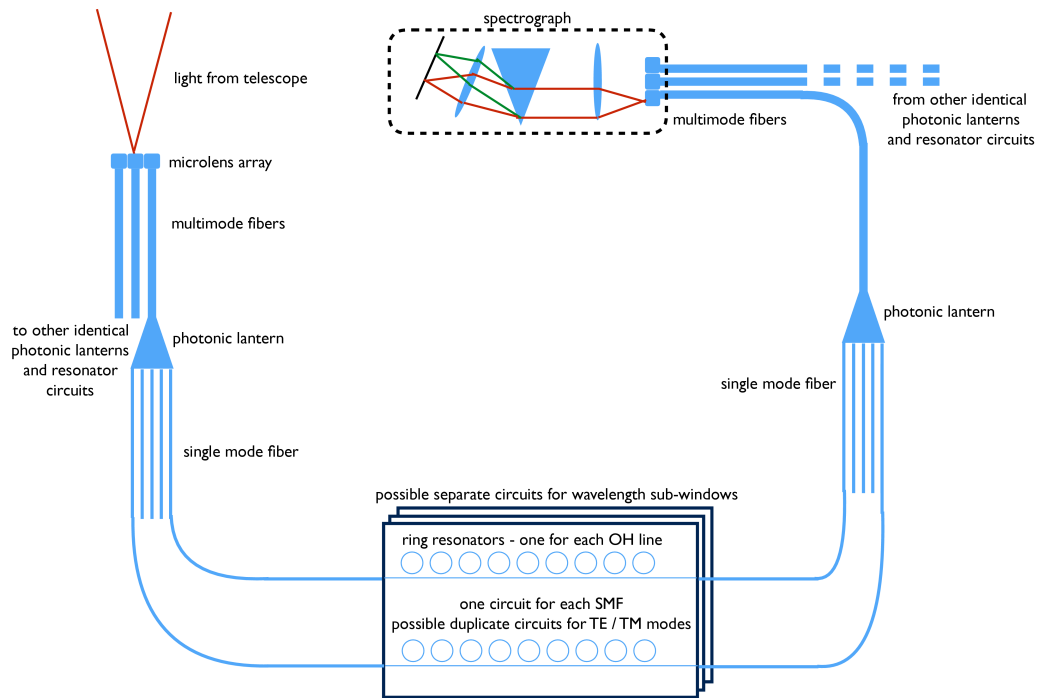 spectrograph
light from telescope
from other identical
photonic lanterns
and resonator circuits
multimode fibers
microlens array
multimode fibers
to other identical
photonic lanterns
and resonator
circuits
photonic lantern
photonic lantern
single mode fiber
single mode fiber
possible separate circuits for wavelength sub-windows
ring resonators - one for each OH line
one circuit for each SMF
possible duplicate circuits for TE / TM modes